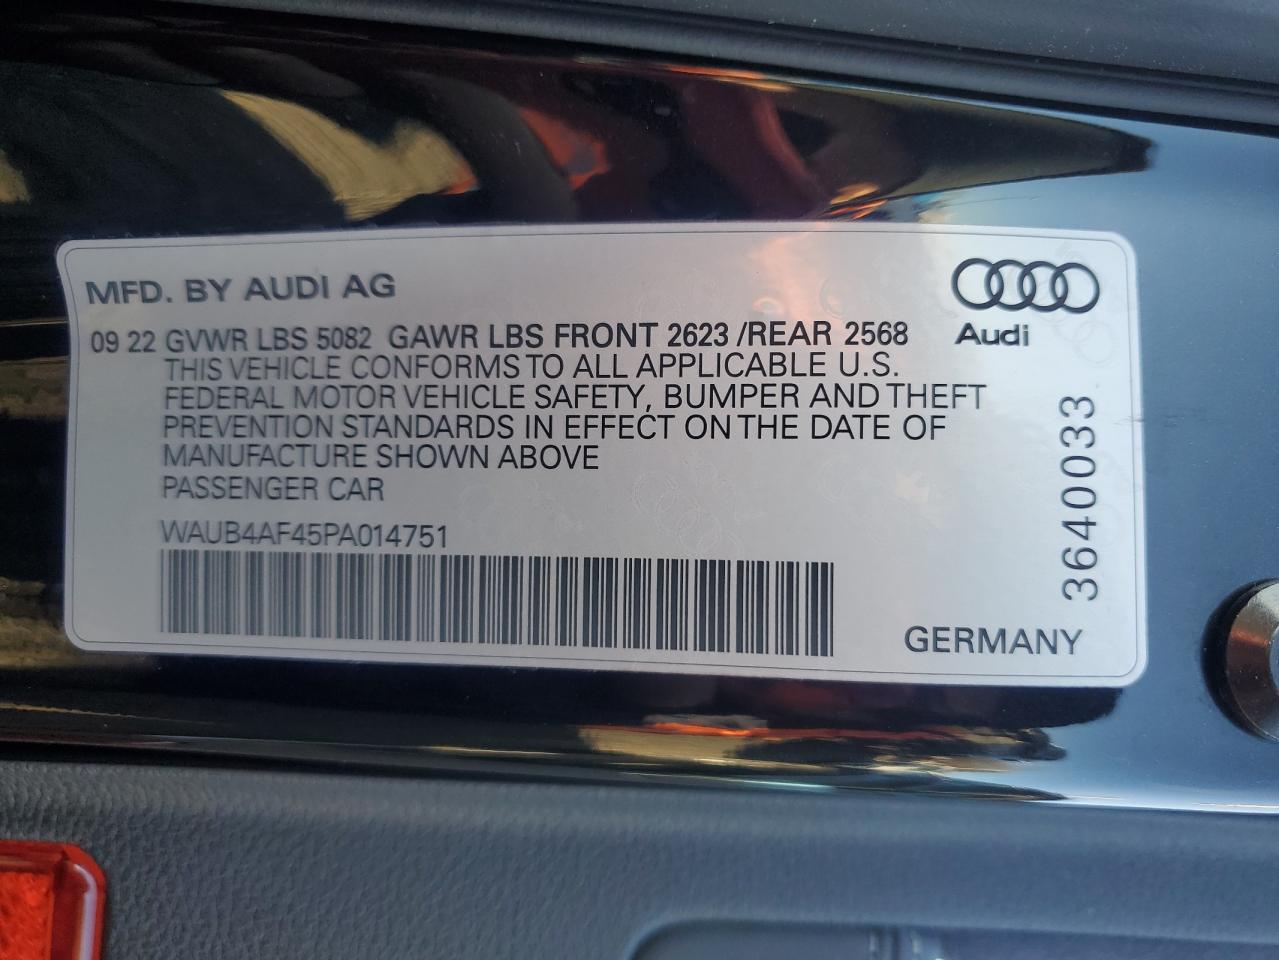 MFD. BY AUDI AG
Audi
09 22 GVWR LBS 5082 GAWR LBS FRONT 2623 /REAR 2568
THIS VEHICLE CONFORMS TO ALL APPLICABLE U.S.
FEDERAL MOTOR VEHICLE SAFETY, BUMPER AND THEFT
PREVENTION STANDARDS IN EFFECT ON THE DATE OF
MANUFACTURE SHOWN ABOVE
PASSENGER CAR
WAUB4AF45PA014751
3640033
GERMANY